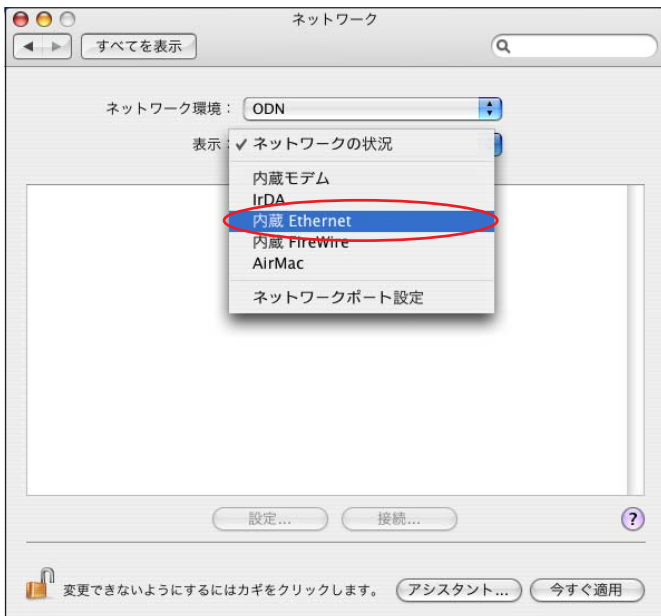 ネットワーク
すべてを表示
ネットワーク環境： ODN
表示： ✓ ネットワークの状況
内蔵モデム
IrDA
内蔵 Ethernet
内蔵 FireWire
AirMac
ネットワークポート設定
設定... 接続... ?
変更できないようにするにはカギをクリックします。 アシスタント... 今すぐ適用